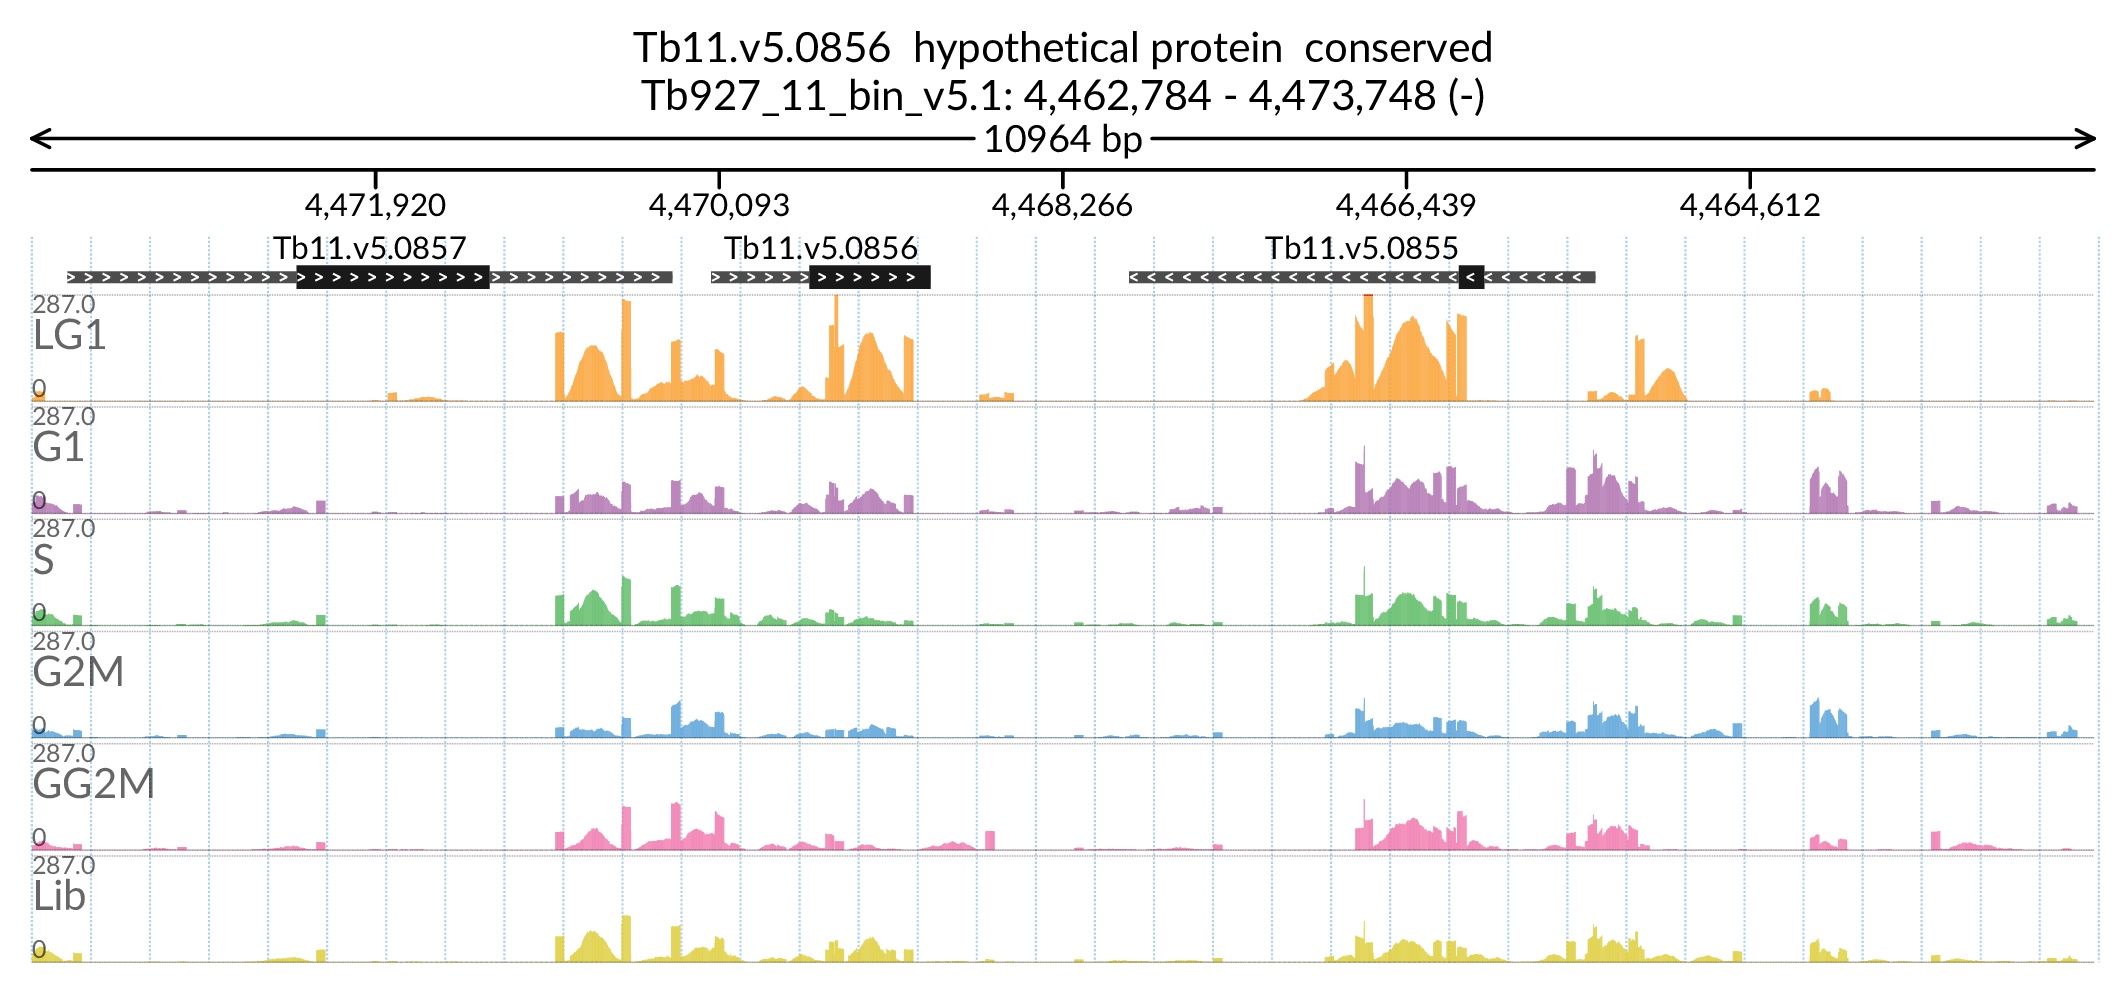 Tb11.v5.0856  hypothetical protein  conserved
Tb927_11_bin_v5.1: 4,462,784 - 4,473,748 (-)
10964 bp
4,471,920 4,470,093 4,468,266 4,466,439 4,464,612
Tb11.v5.0857 Tb11.v5.0856 Tb11.v5.0855
287.0
LG1
0
287.0
G1
0
287.0
S
0
287.0
G2M
0
287.0
GG2M
0
287.0
Lib
0